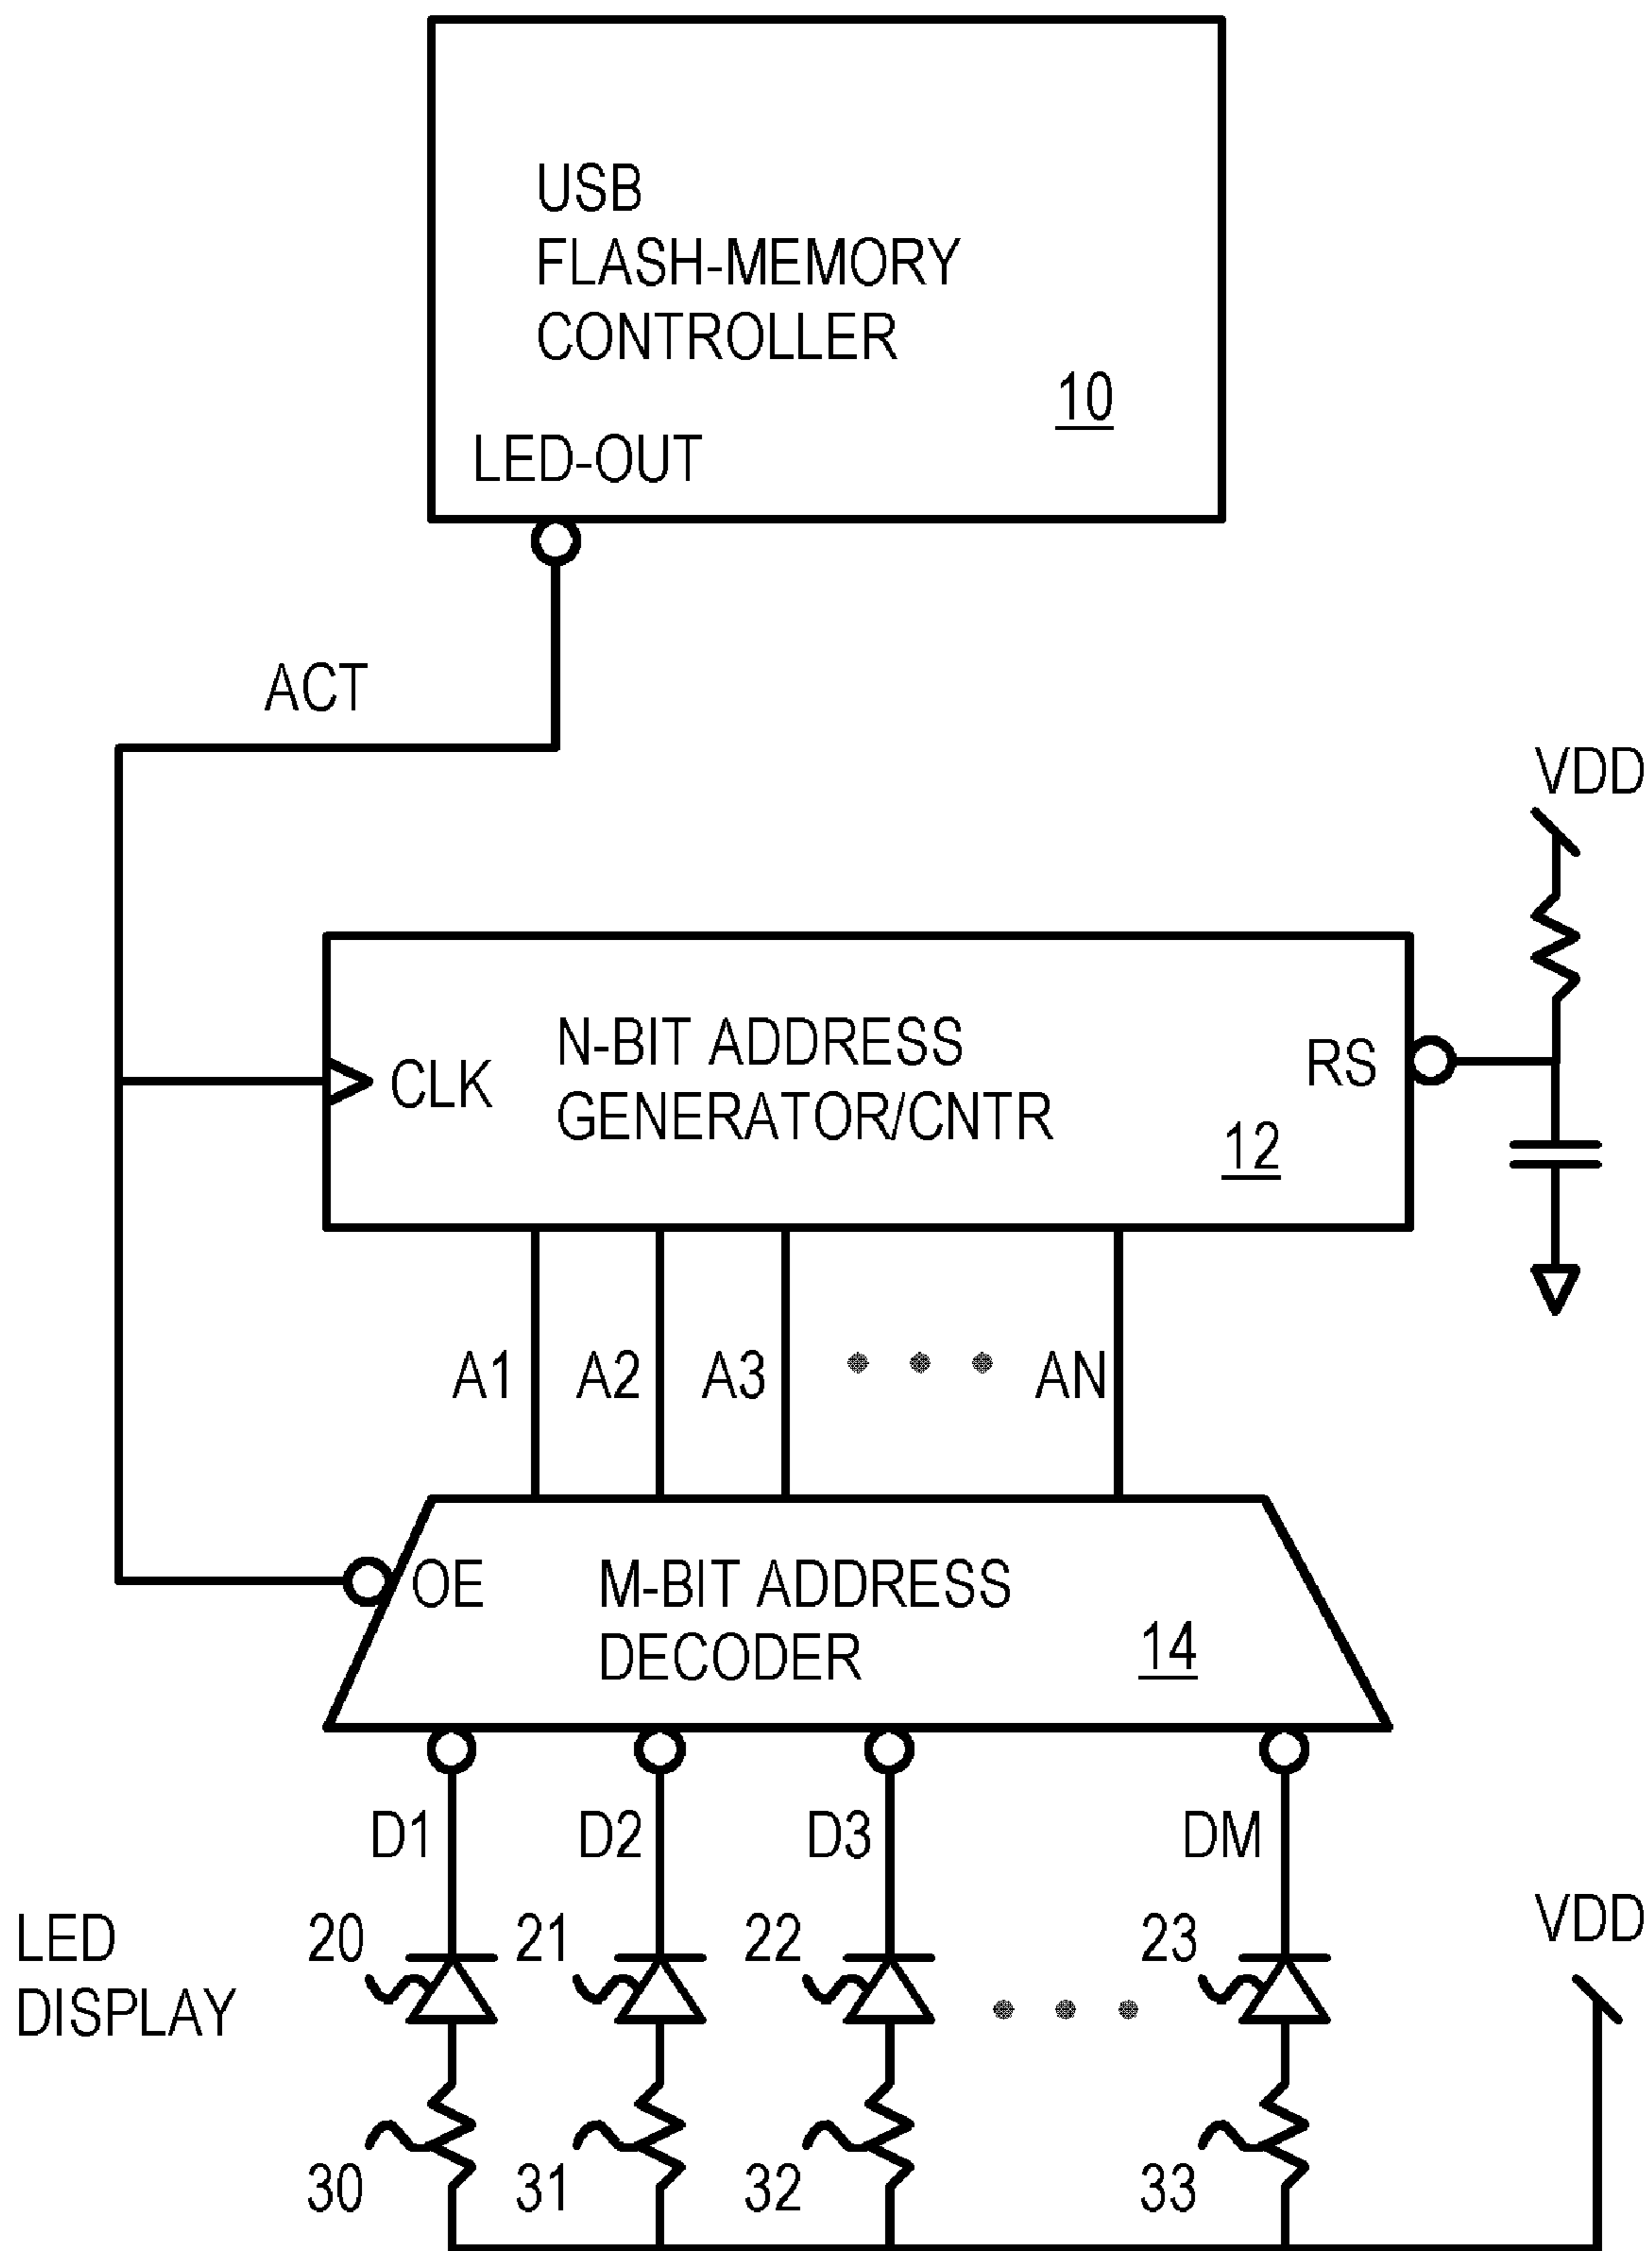 USB
FLASH-MEMORY
CONTROLLER
10
LED-OUT
ACT
VDD
N-BIT ADDRESS
GENERATOR/CNTR
CLK
RS
12
A1 A2 A3 AN
OE
M-BIT ADDRESS
DECODER
14
D1 D2 D3 DM
LED
DISPLAY
20 21 22 23
VDD
30 31 32 33